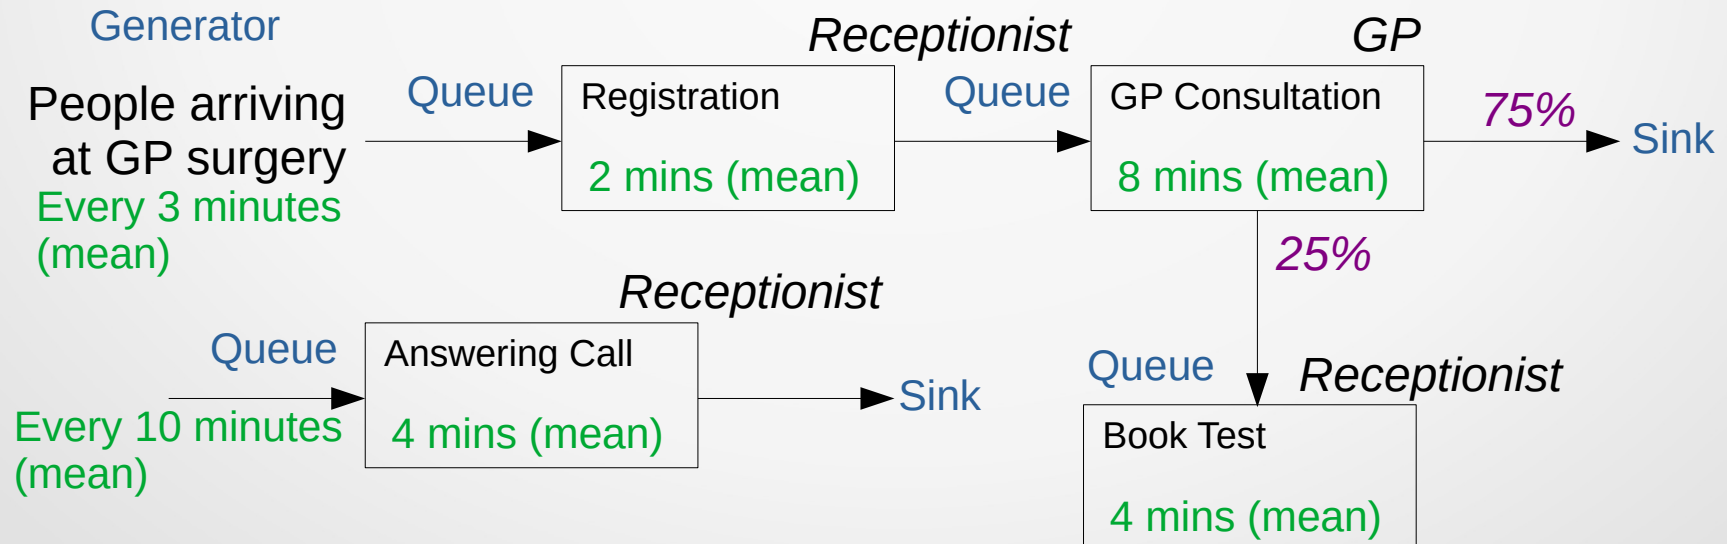 Generator
People arriving
at GP surgery
Every 3 minutes
(mean)
Queue
Receptionist
Registration
2 mins (mean)
Queue
GP
GP Consultation
8 mins (mean)
75%
Sink
25%
Every 10 minutes
(mean)
Queue
Receptionist
Answering Call
4 mins (mean)
Sink
Queue
Receptionist
Book Test
4 mins (mean)